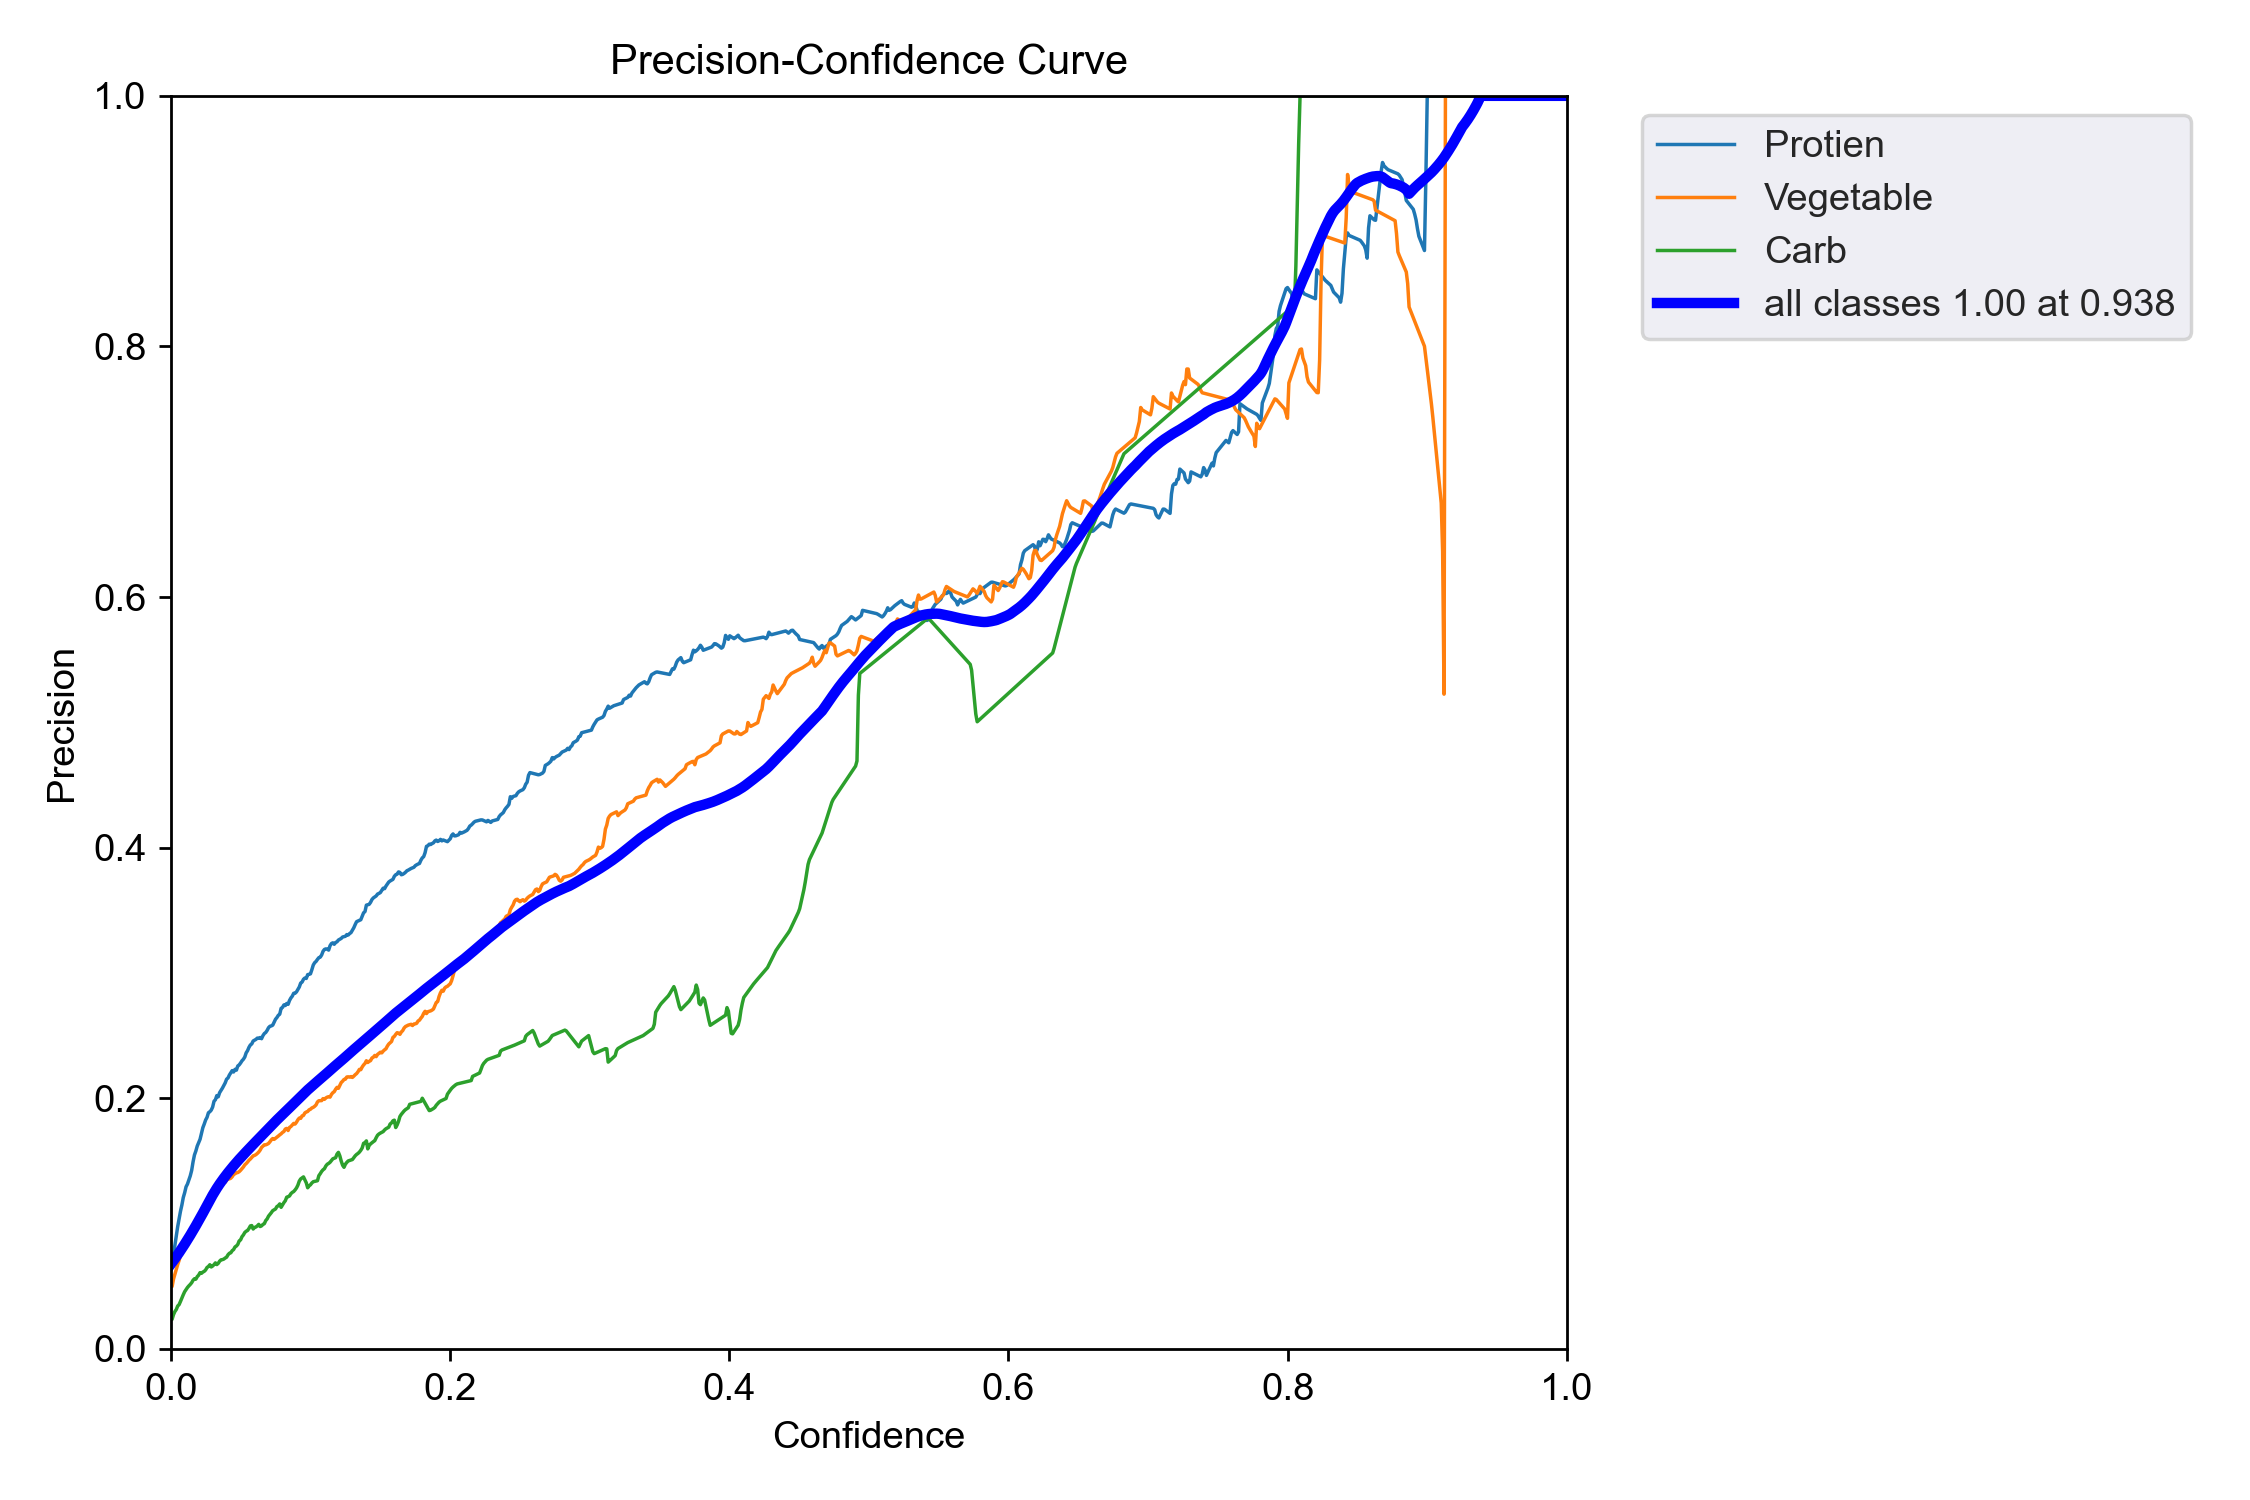 Precision-Confidence Curve
1.0
0.8
0.6
0.4
0.2
0.0
Precision
0.0 0.2 0.4 0.6 0.8 1.0
Confidence
Protien
Vegetable
Carb
all classes 1.00 at 0.938